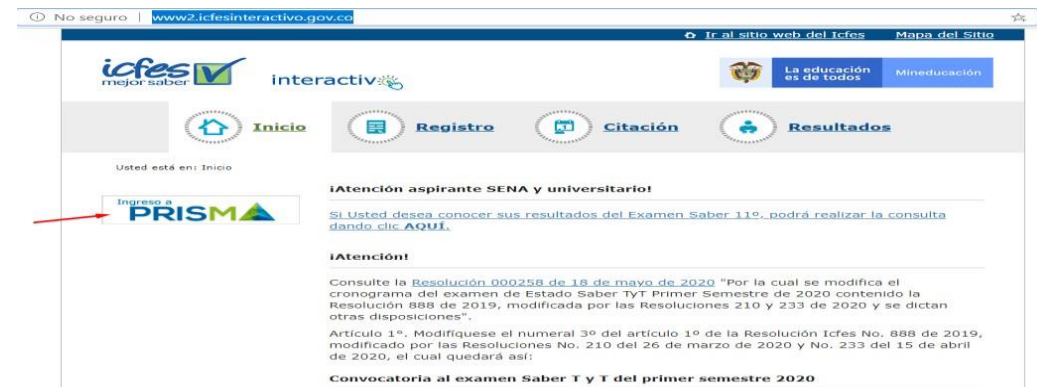 No seguro | www2.icfesinteractivo.gov.co
Ir al sitio web del Icfes Mapa del Sitio
icfes
mejor saber
interactiv
La educación
es de todos
Mineducación
Inicio Registro Citación Resultados
Usted está en: Inicio
Ingreso a
PRISMA
¡Atención aspirante SENA y universitario!
Si Usted desea conocer sus resultados del Examen Saber 11º, podrá realizar la consulta
dando clic AQUÍ.
¡Atención!
Consulte la Resolución 000258 de 18 de mayo de 2020 "Por la cual se modifica el
cronograma del examen de Estado Saber TyT Primer Semestre de 2020 contenido la
Resolución 888 de 2019, modificada por las Resoluciones 210 y 233 de 2020 y se dictan
otras disposiciones".
Artículo 1º. Modifíquese el numeral 3º del artículo 1º de la Resolución Icfes No. 888 de 2019,
modificado por las Resoluciones No. 210 del 26 de marzo de 2020 y No. 233 del 15 de abril
de 2020, el cual quedará así:
Convocatoria al examen Saber T y T del primer semestre 2020